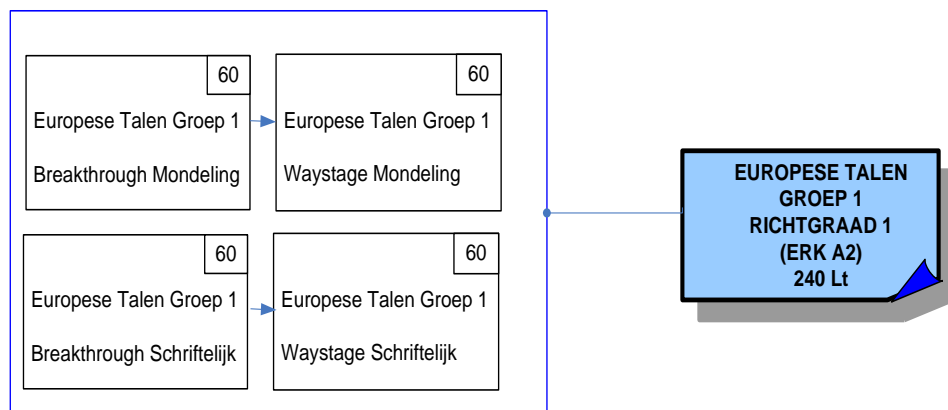 60
Europese Talen Groep 1
Breakthrough Mondeling
60
Europese Talen Groep 1
Waystage Mondeling
60
Europese Talen Groep 1
Breakthrough Schriftelijk
60
Europese Talen Groep 1
Waystage Schriftelijk
EUROPESE TALEN
GROEP 1
RICHTGRAAD 1
(ERK A2)
240 Lt